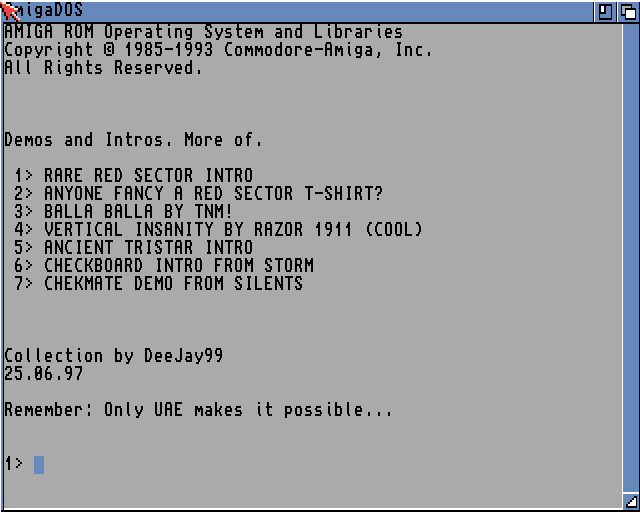 AmigaDOS
AMIGA ROM Operating System and Libraries
Copyright © 1985-1993 Commodore-Amiga, Inc.
All Rights Reserved.
Demos and Intros. More of.
1> RARE RED SECTOR INTRO
2> ANYONE FANCY A RED SECTOR T-SHIRT?
3> BALLA BALLA BY TNM!
4> VERTICAL INSANITY BY RAZOR 1911 (COOL)
5> ANCIENT TRISTAR INTRO
6> CHECKBOARD INTRO FROM STORM
7> CHEKMATE DEMO FROM SILENTS
Collection by DeeJay99
25.06.97
Remember: Only UAE makes it possible...
1>